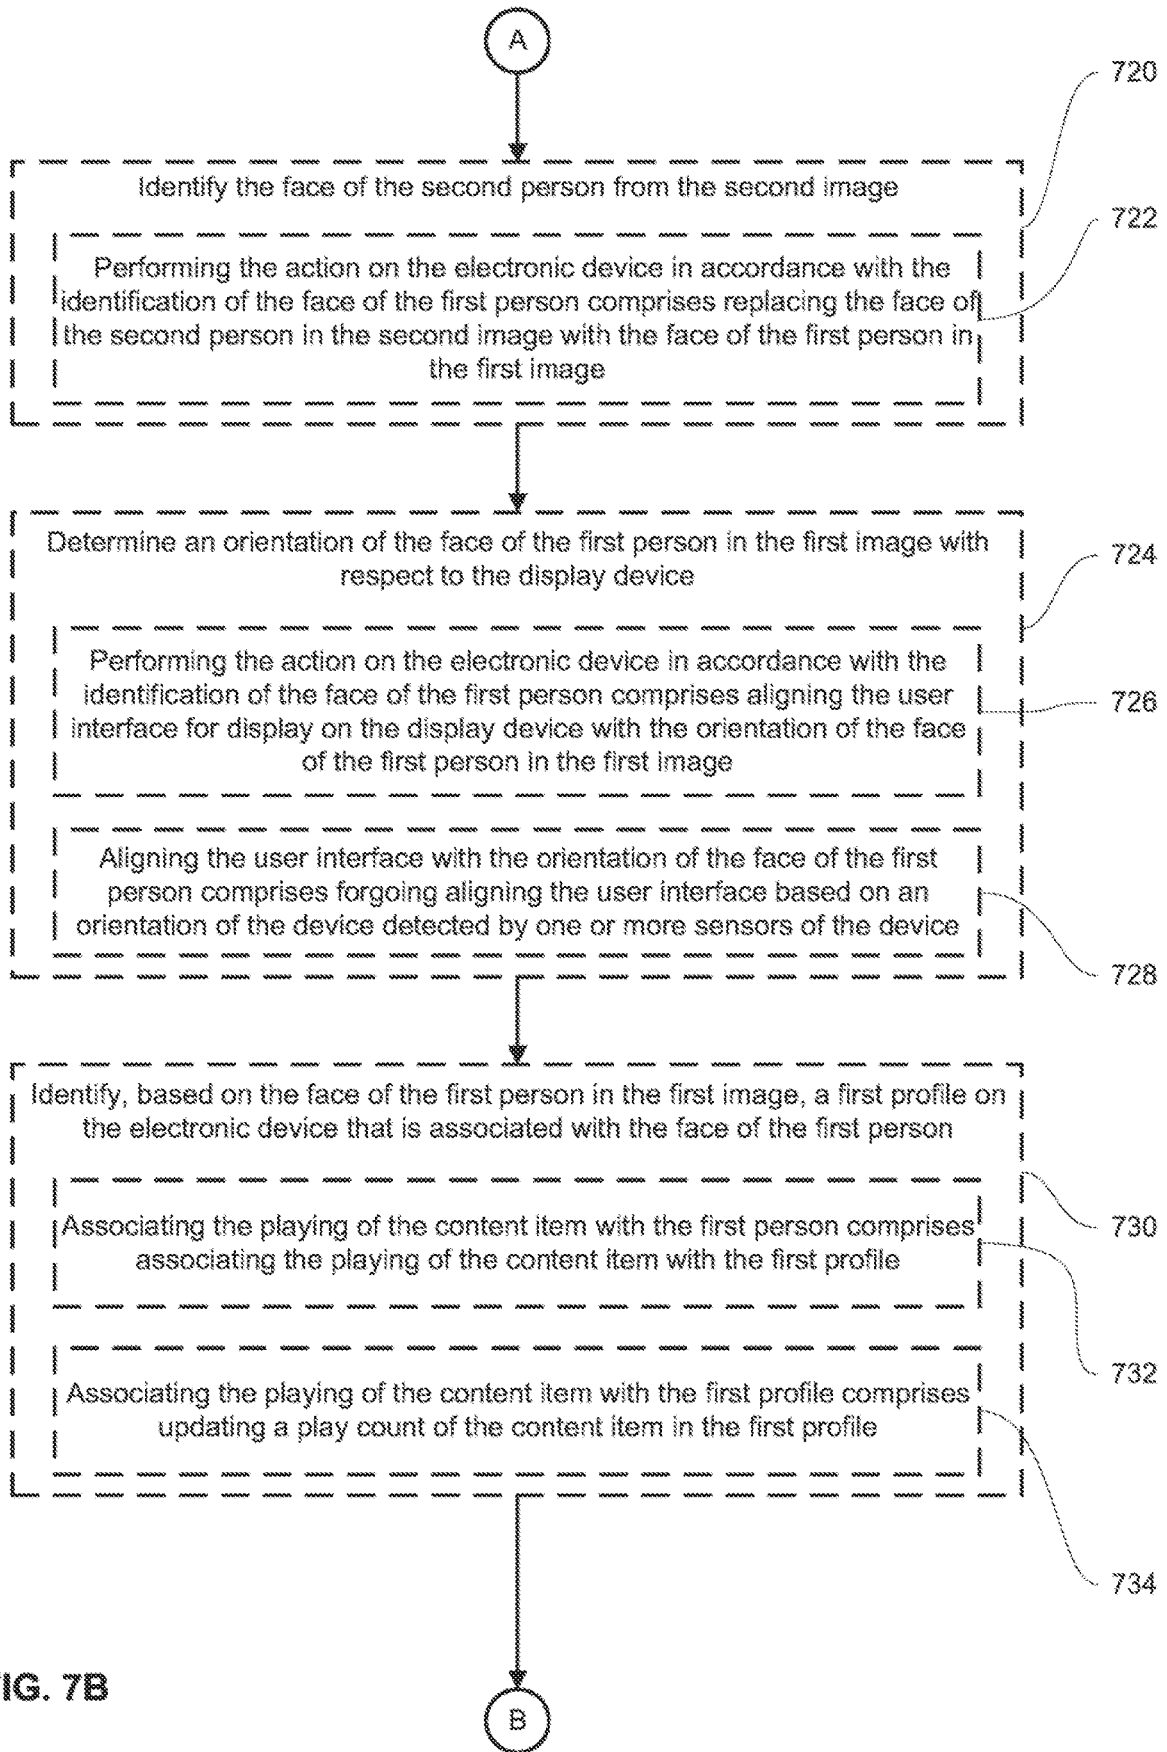 A
720
Identify the face of the second person from the second image
722
Performing the action on the electronic device in accordance with the
identification of the face of the first person comprises replacing the face of
the second person in the second image with the face of the first person in
the first image
Determine an orientation of the face of the first person in the first image with
respect to the display device
724
Performing the action on the electronic device in accordance with the
identification of the face of the first person comprises aligning the user
interface for display on the display device with the orientation of the face
of the first person in the first image
726
Aligning the user interface with the orientation of the face of the first
person comprises forgoing aligning the user interface based on an
orientation of the device detected by one or more sensors of the device
728
Identify, based on the face of the first person in the first image, a first profile on
the electronic device that is associated with the face of the first person
730
Associating the playing of the content item with the first person comprises
associating the playing of the content item with the first profile
732
Associating the playing of the content item with the first profile comprises
updating a play count of the content item in the first profile
734
IG. 7B
B